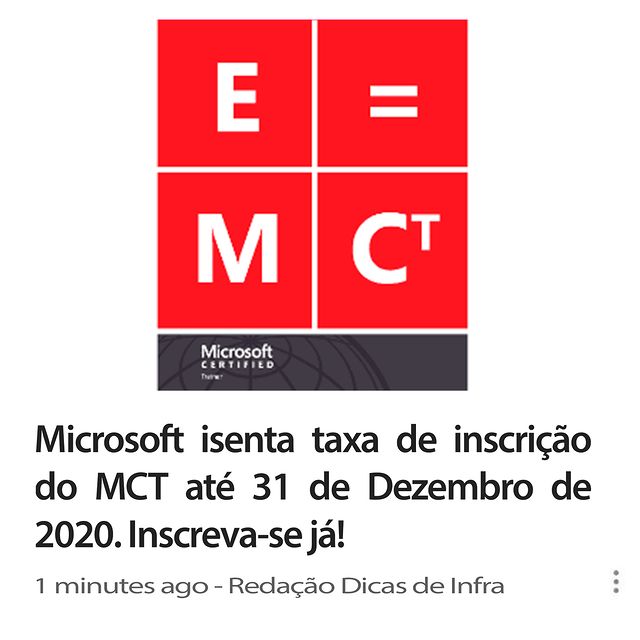 E =
M Cᵀ
Microsoft
CERTIFIED
Trainer
Microsoft isenta taxa de inscrição
do MCT até 31 de Dezembro de
2020. Inscreva-se já!
1 minutes ago - Redação Dicas de Infra